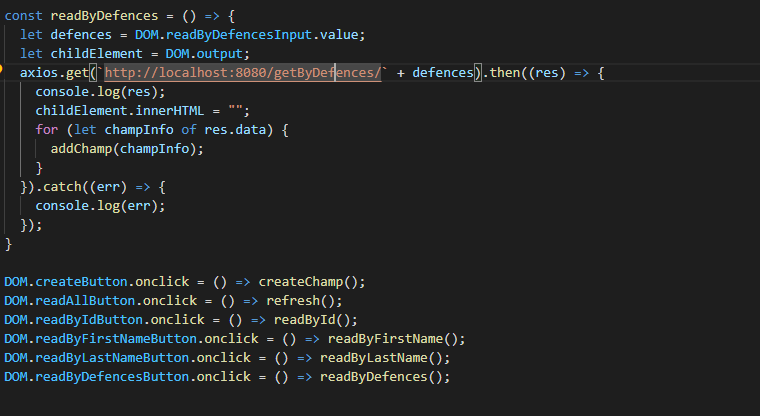 const readByDefences = () => {
  let defences = DOM.readByDefencesInput.value;
  let childElement = DOM.output;
  axios.get(`http://localhost:8080/getByDefences/` + defences).then((res) => {
    console.log(res);
    childElement.innerHTML = "";
    for (let champInfo of res.data) {
      addChamp(champInfo);
    }
  }).catch((err) => {
    console.log(err);
  });
}
DOM.createButton.onclick = () => createChamp();
DOM.readAllButton.onclick = () => refresh();
DOM.readByIdButton.onclick = () => readById();
DOM.readByFirstNameButton.onclick = () => readByFirstName();
DOM.readByLastNameButton.onclick = () => readByLastName();
DOM.readByDefencesButton.onclick = () => readByDefences();